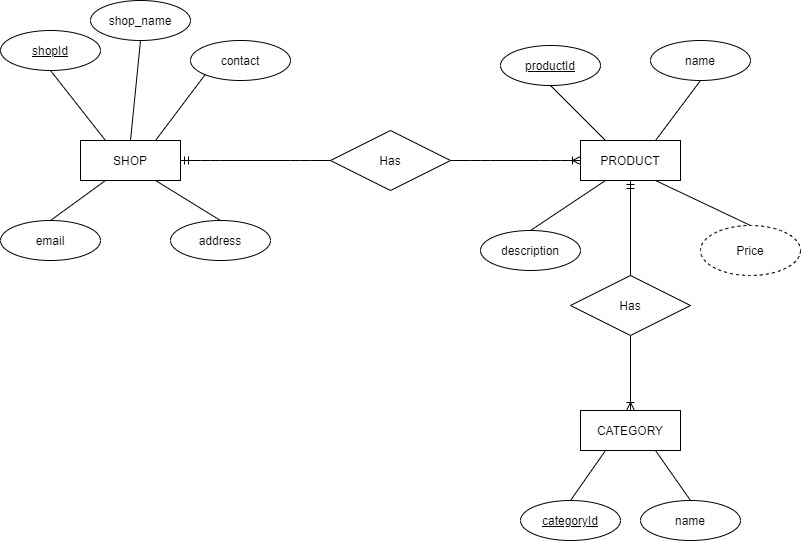 shop_name
shopId
contact
productId
name
SHOP
Has
PRODUCT
email
address
description
Price
Has
CATEGORY
categoryId
name